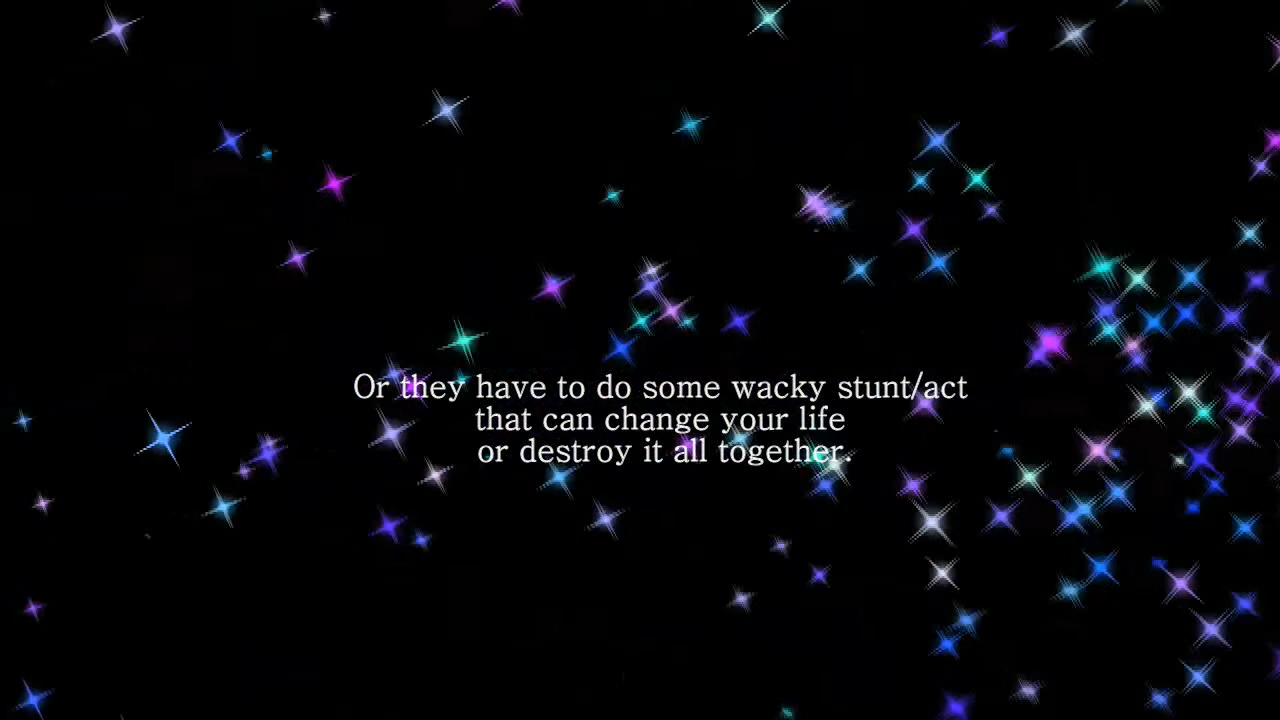 Or they have to do some wacky stunt/act
that can change your life
or destroy it all together.